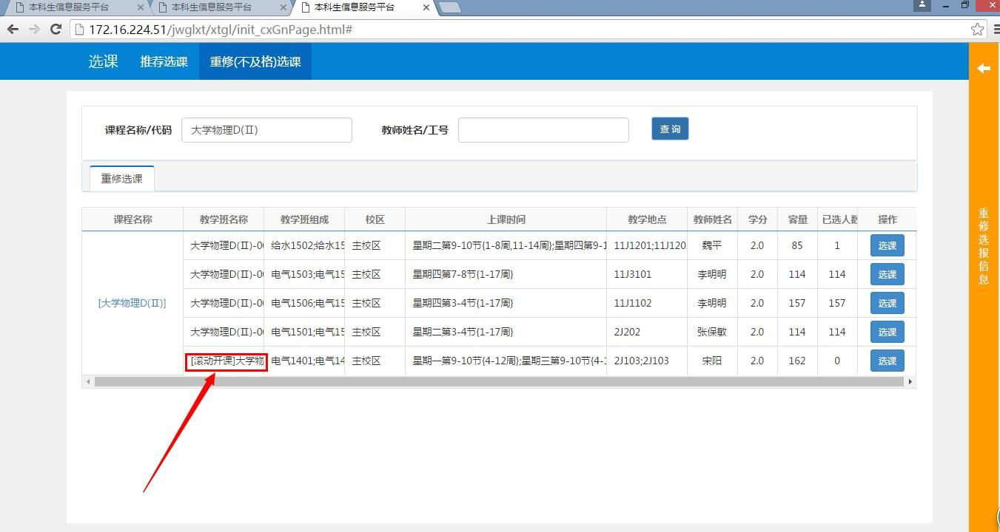 本科生信息服务平台 本科生信息服务平台 本科生信息服务平台
172.16.224.51/jwglxt/xtgl/init_cxGnPage.html#
选课 推荐选课 重修(不及格)选课
课程名称/代码 大学物理D(Ⅱ) 教师姓名/工号 查询
重修选课
课程名称 教学班名称 教学班组成 校区 上课时间 教学地点 教师姓名 学分 容量 已选人数 操作
大学物理D(Ⅱ)-0 给水1502;给水15 主校区 星期二第9-10节{1-8周,11-14周};星期四第9-1 11J1201;11J120 魏平 2.0 85 1 选课
大学物理D(Ⅱ)-0 电气1503;电气15 主校区 星期四第7-8节{1-17周} 11J3101 李明明 2.0 114 114 选课
[大学物理D(Ⅱ)] 大学物理D(Ⅱ)-0 电气1506;电气15 主校区 星期四第3-4节{1-17周} 11J1102 李明明 2.0 157 157 选课
大学物理D(Ⅱ)-0 电气1501;电气15 主校区 星期二第3-4节{1-17周} 2J202 张保敏 2.0 114 114 选课
[滚动开课]大学物 电气1401;电气14 主校区 星期一第9-10节{4-12周};星期三第9-10节{4-1 2J103;2J103 宋阳 2.0 162 0 选课
重修选报信息